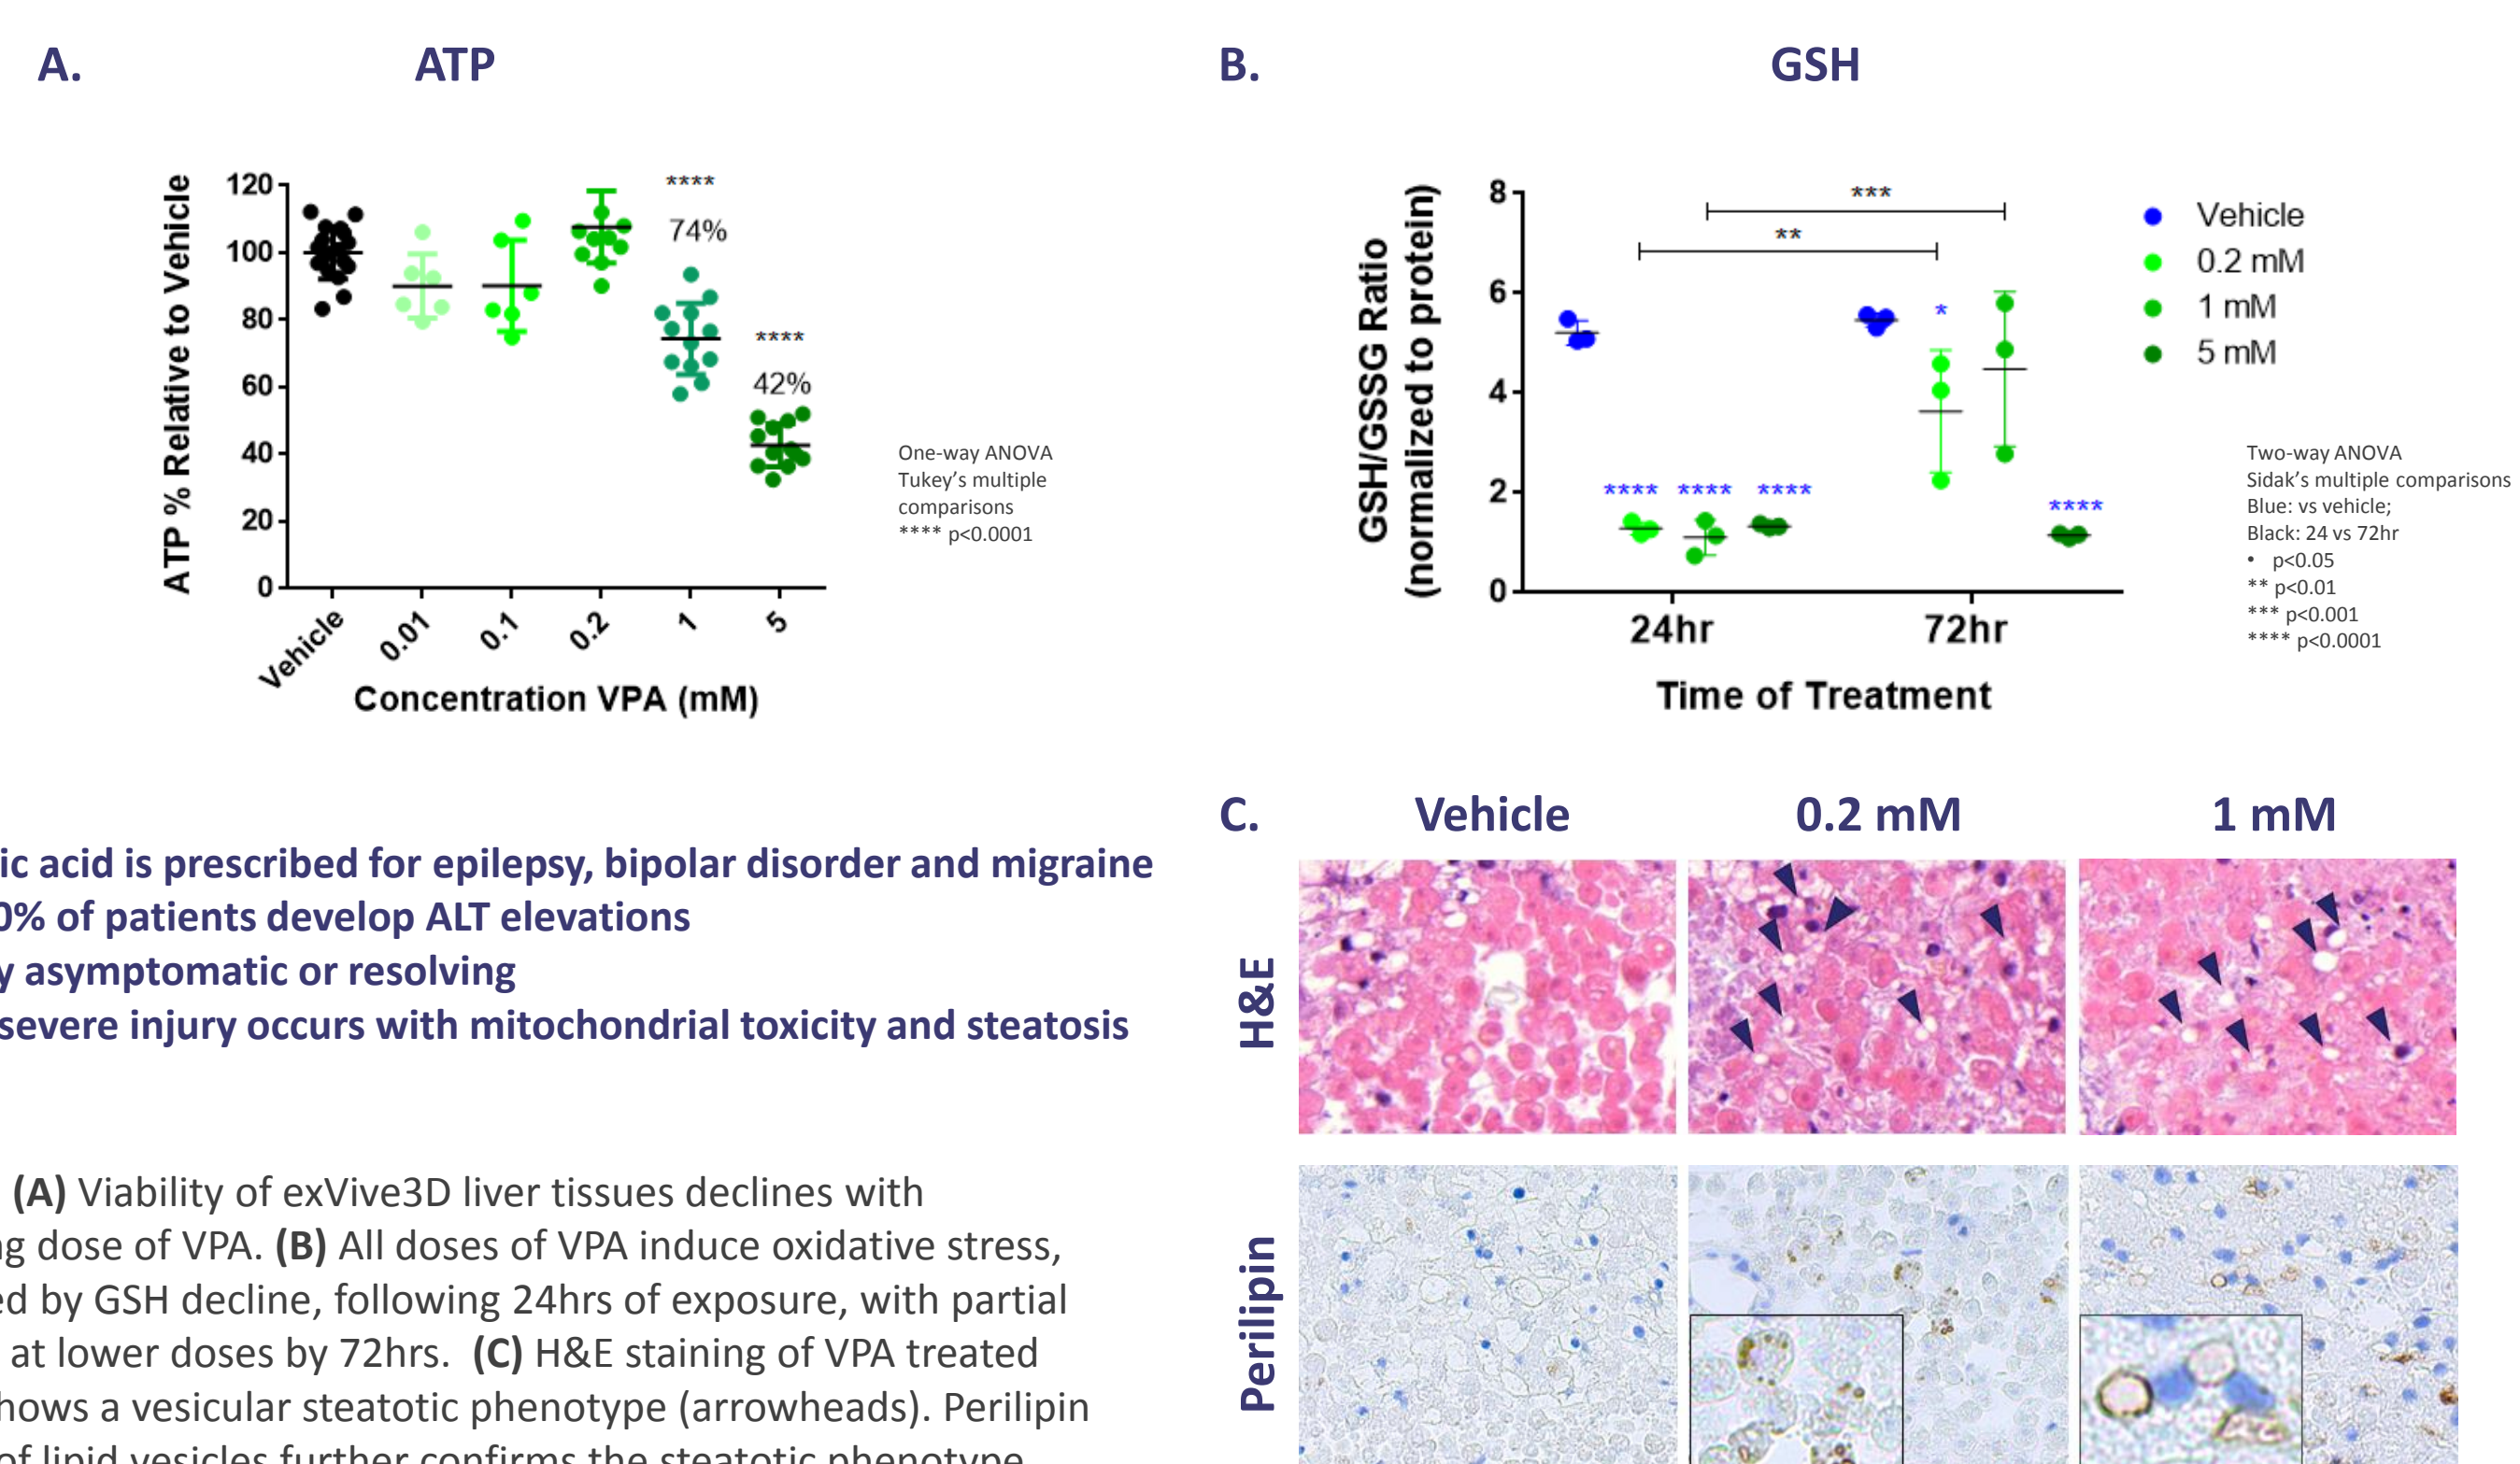 A.
ATP
ATP % Relative to Vehicle
120
100
80
60
40
20
0
****
74%
****
42%
Vehicle
0.01
0.1
0.2
1
5
Concentration VPA (mM)
One-way ANOVA
Tukey’s multiple
comparisons
**** p<0.0001
B.
GSH
GSH/GSSG Ratio
(normalized to protein)
8
6
4
2
0
***
**
*
**** **** ****
****
24hr
72hr
Time of Treatment
Vehicle
0.2 mM
1 mM
5 mM
Two-way ANOVA
Sidak’s multiple comparisons
Blue: vs vehicle;
Black: 24 vs 72hr
• p<0.05
** p<0.01
*** p<0.001
**** p<0.0001
ic acid is prescribed for epilepsy, bipolar disorder and migraine
0% of patients develop ALT elevations
y asymptomatic or resolving
severe injury occurs with mitochondrial toxicity and steatosis
(A) Viability of exVive3D liver tissues declines with
g dose of VPA. (B) All doses of VPA induce oxidative stress,
ed by GSH decline, following 24hrs of exposure, with partial
at lower doses by 72hrs. (C) H&E staining of VPA treated
hows a vesicular steatotic phenotype (arrowheads). Perilipin
of lipid vesicles further confirms the steatotic phenotype
C.
Vehicle
0.2 mM
1 mM
H&E
Perilipin